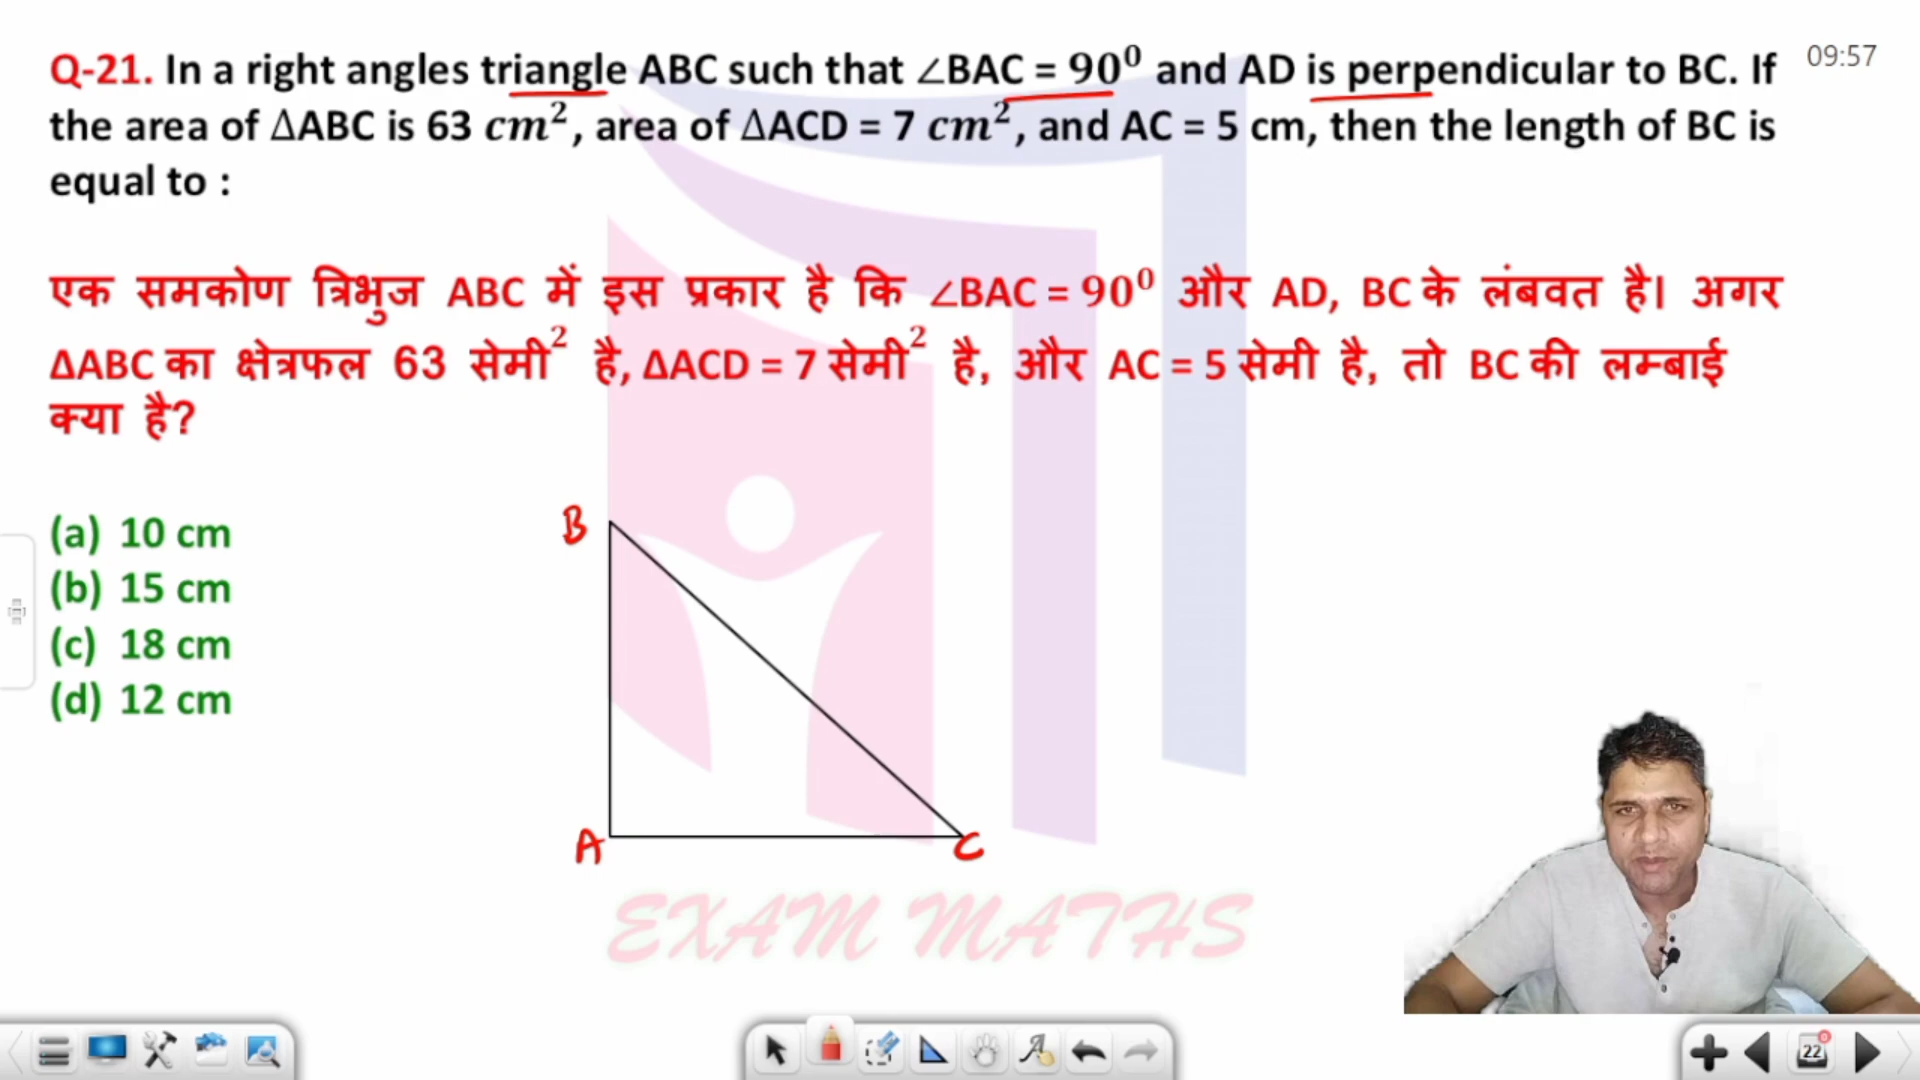 Q-21. In a right angles triangle ABC such that ∠BAC = 90⁰ and AD is perpendicular to BC. If
09:57
the area of ΔABC is 63 cm², area of ΔACD = 7 cm², and AC = 5 cm, then the length of BC is
equal to :
एक समकोण त्रिभुज ABC में इस प्रकार है कि ∠BAC = 90⁰ और AD, BC के लंबवत है। अगर
ΔABC का क्षेत्रफल 63 सेमी² है, ΔACD = 7 सेमी² है, और AC = 5 सेमी है, तो BC की लम्बाई
क्या है?
(a) 10 cm
(b) 15 cm
(c) 18 cm
(d) 12 cm
B
A
C
EXAM MATHS
22
0